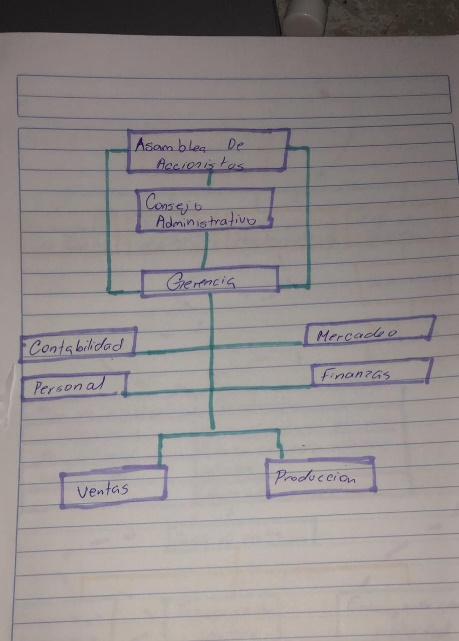 Asamblea De
Accionistas
Consejo
Administrativo
Gerencia
Contabilidad
Mercadeo
Personal
Finanzas
Ventas
Produccion